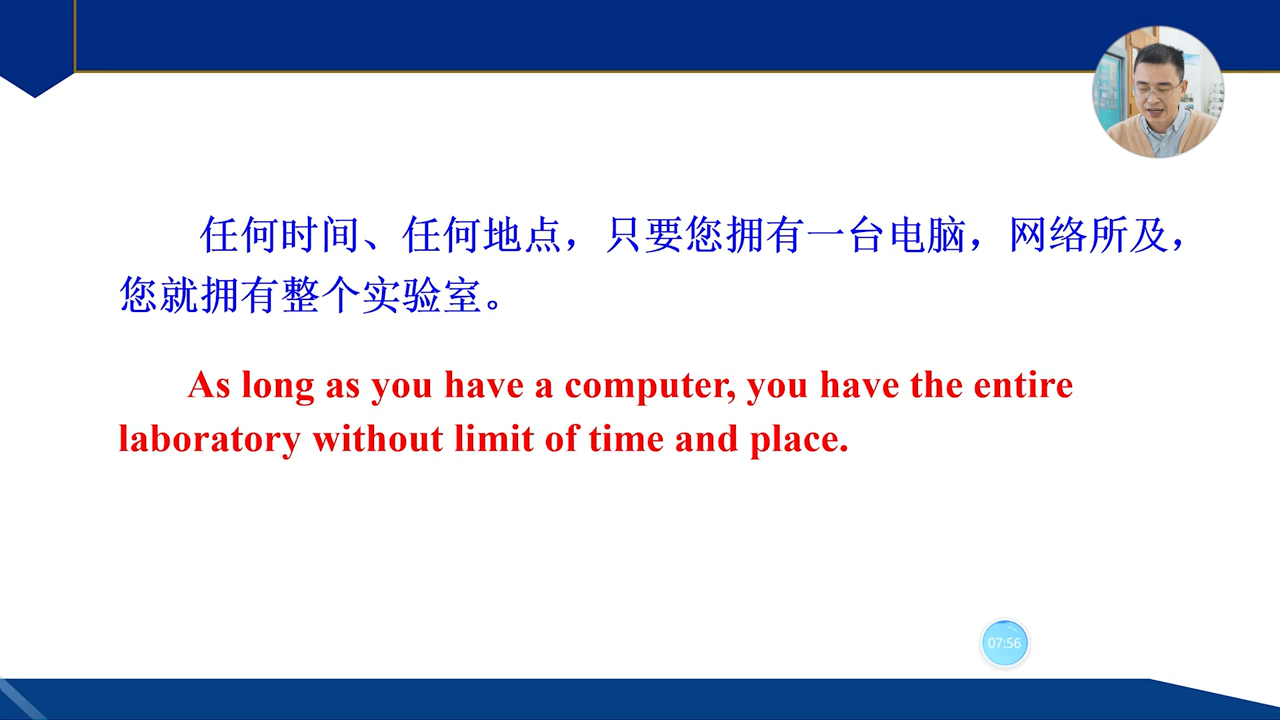 任何时间、任何地点，只要您拥有一台电脑，网络所及，
您就拥有整个实验室。
As long as you have a computer, you have the entire
laboratory without limit of time and place.
07:56